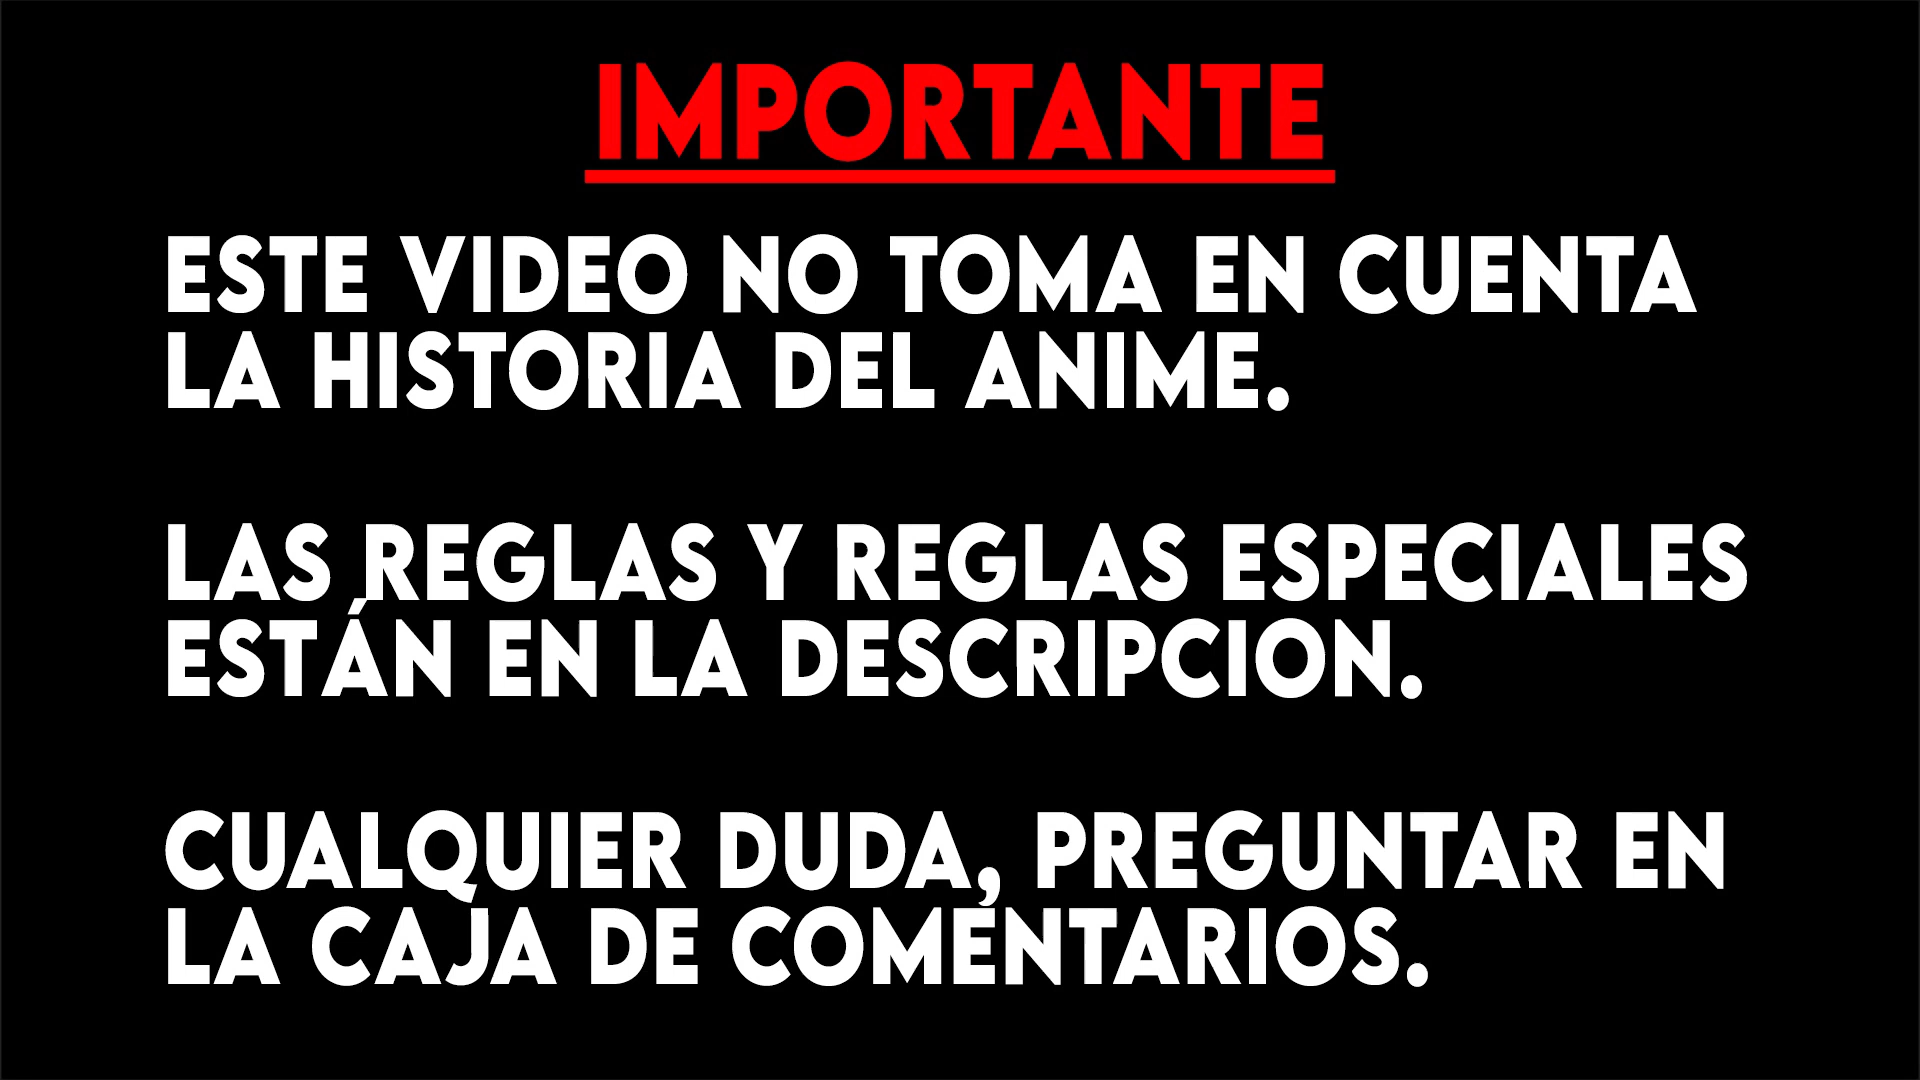 IMPORTANTE
ESTE VIDEO NO TOMA EN CUENTA
LA HISTORIA DEL ANIME.
LAS REGLAS Y REGLAS ESPECIALES
ESTÁN EN LA DESCRIPCION.
CUALQUIER DUDA, PREGUNTAR EN
LA CAJA DE COMENTARIOS.